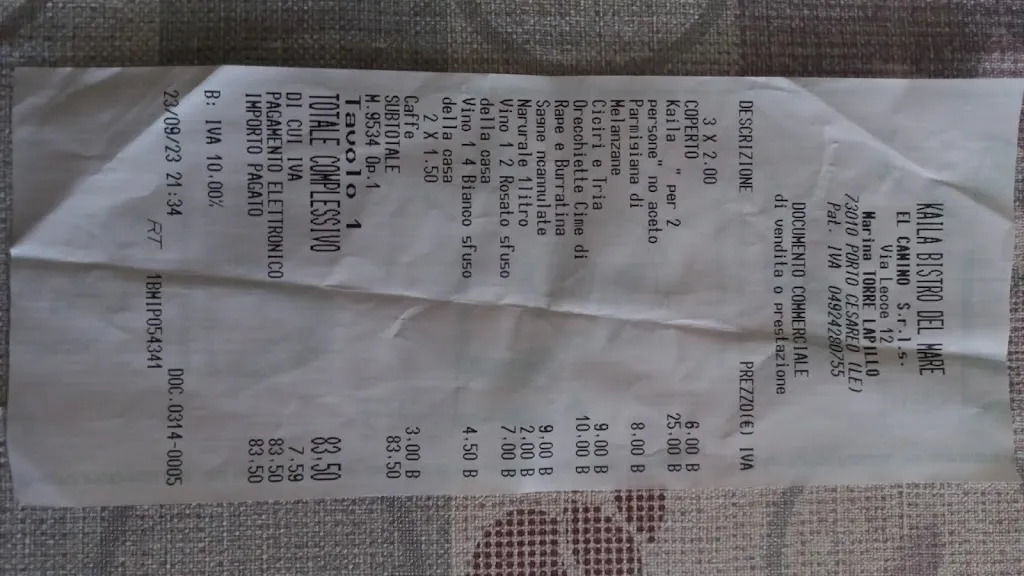 KAILA BISTRO DEL MARE
EL CAMINO S.r.l.s.
Via Lecce 12
Marina TORRE LAPILLO
73010 PORTO CESAREO (LE)
Pat. IVA 04924280755
DOCUMENTO COMMERCIALE
di vendita o prestazione
DESCRIZIONE PREZZO(€) IVA
3 X 2.00
COPERTO 6.00 B
Kaila " " per 2 25.00 B
persone" no aceto
Parmigiana di 8.00 B
Melanzane
Ciciri e Tria 9.00 B
Orecchiette Cime di 10.00 B
Rape e Burratina
Sagne ncannulate 9.00 B
Narurale 1litro 2.00 B
Vino 1 2 Rosato sfuso 7.00 B
della casa
Vino 1 4 Bianco sfuso 4.50 B
della casa
2 X 1.50
Caffe 3.00 B
SUBTOTALE 83.50
M.9534 Op.1
Tavolo 1
TOTALE COMPLESSIVO 83.50
DI CUI IVA 7.59
PAGAMENTO ELETTRONICO 83.50
IMPORTO PAGATO 83.50
B: IVA 10.00%
23/09/23 21:34 DOC.0314-0005
RT 1BMIP054341